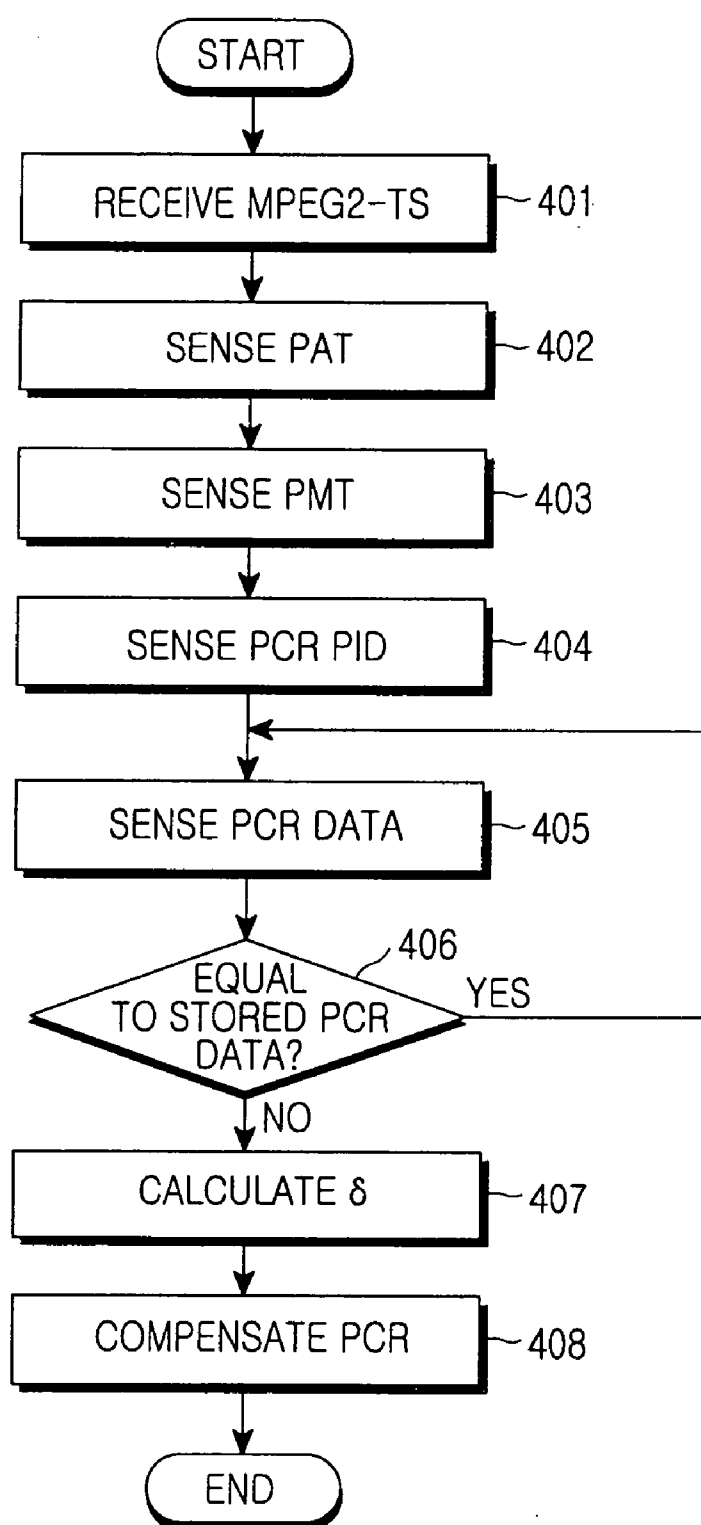 START
RECEIVE MPEG2-TS
401
SENSE PAT
402
SENSE PMT
403
SENSE PCR PID
404
SENSE PCR DATA
405
406
EQUAL
TO STORED PCR
DATA?
YES
NO
CALCULATE δ
407
COMPENSATE PCR
408
END